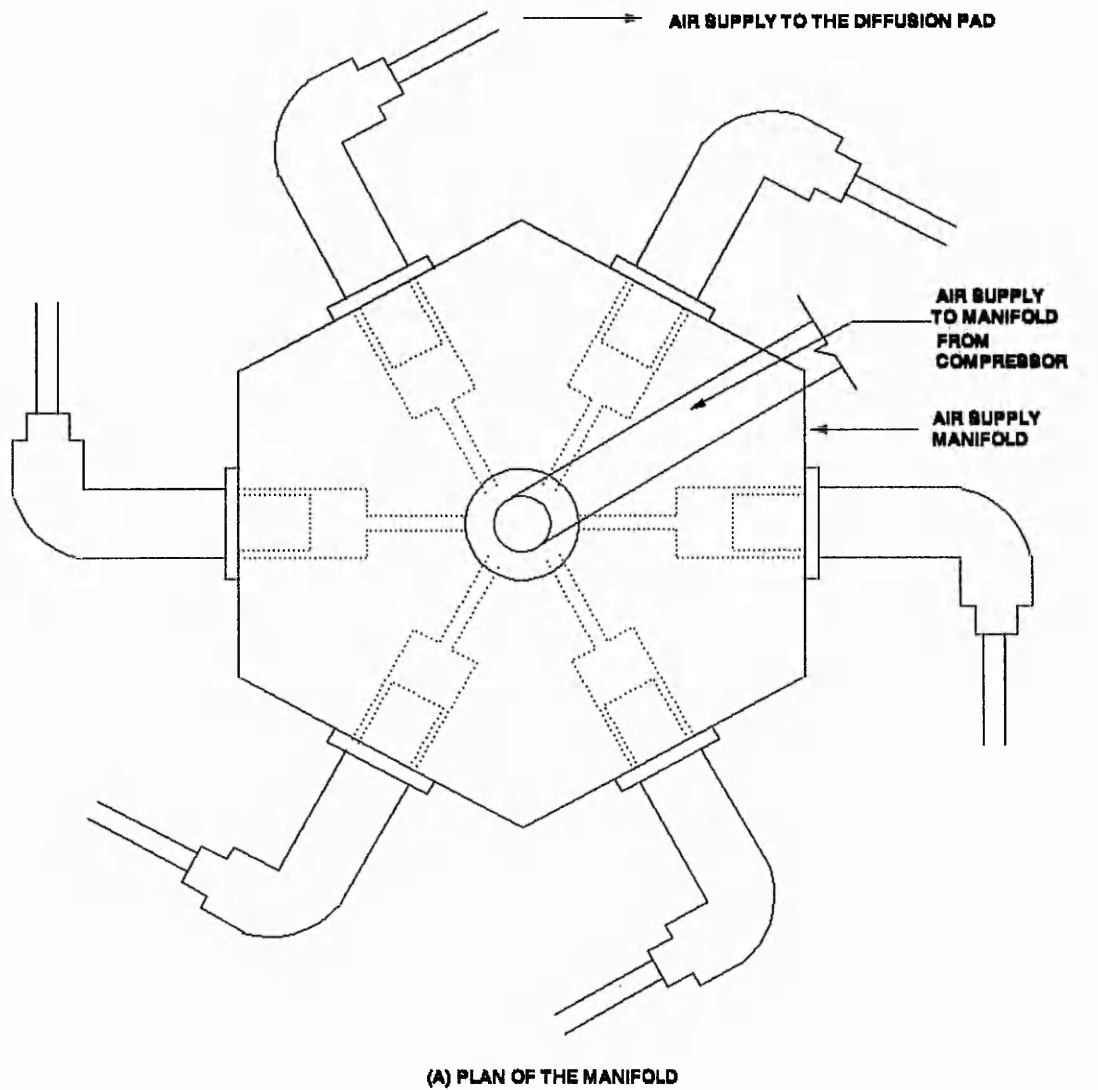 AIR SUPPLY TO THE DIFFUSION PAD
AIR SUPPLY
TO MANIFOLD
FROM
COMPRESSOR
AIR SUPPLY
MANIFOLD
(A) PLAN OF THE MANIFOLD